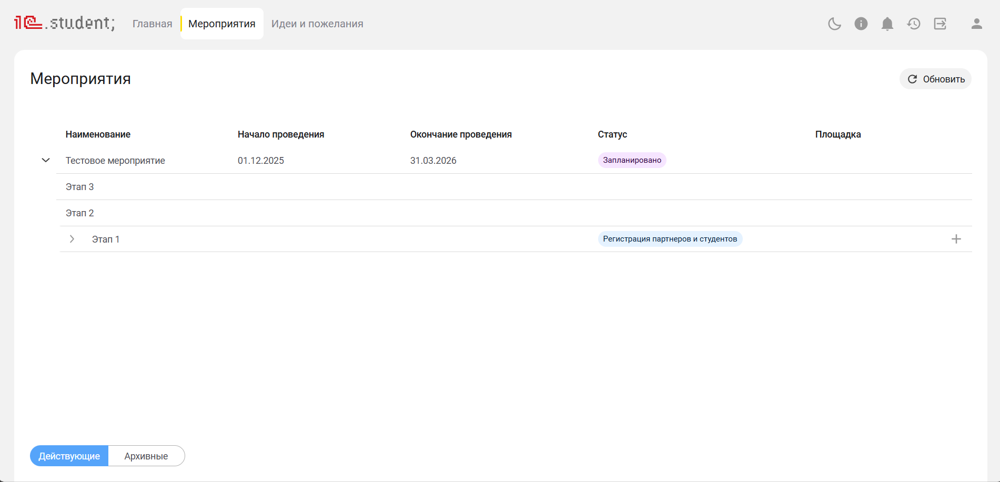 1С.student;
Главная
Мероприятия
Идеи и пожелания
Мероприятия
Обновить
Наименование Начало проведения Окончание проведения Статус Площадка
Тестовое мероприятие 01.12.2025 31.03.2026 Запланировано
Этап 3
Этап 2
Этап 1 Регистрация партнеров и студентов
Действующие Архивные